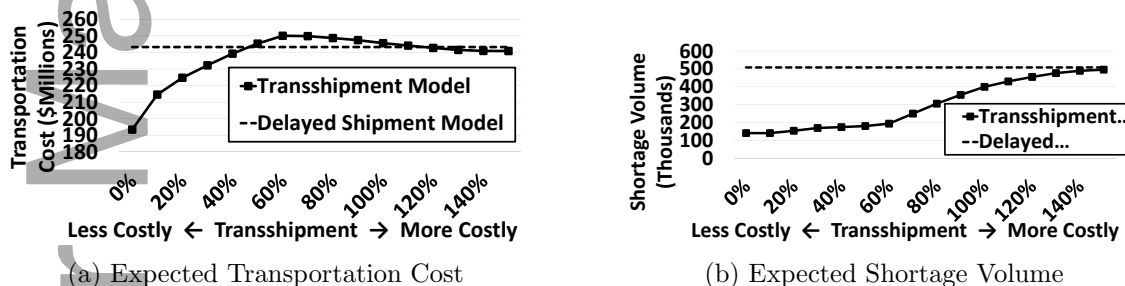 260
250
240
230
220
210
200
190
180
Transportation
Cost ($Millions)
Transshipment Model
Delayed Shipment Model
0%
20%
40%
60%
80%
100%
120%
140%
Less Costly ← Transshipment → More Costly
(a) Expected Transportation Cost
600
500
400
300
200
100
0
Shortage Volume
(Thousands)
Transshipment...
Delayed...
0%
20%
40%
60%
80%
100%
120%
140%
Less Costly ← Transshipment → More Costly
(b) Expected Shortage Volume